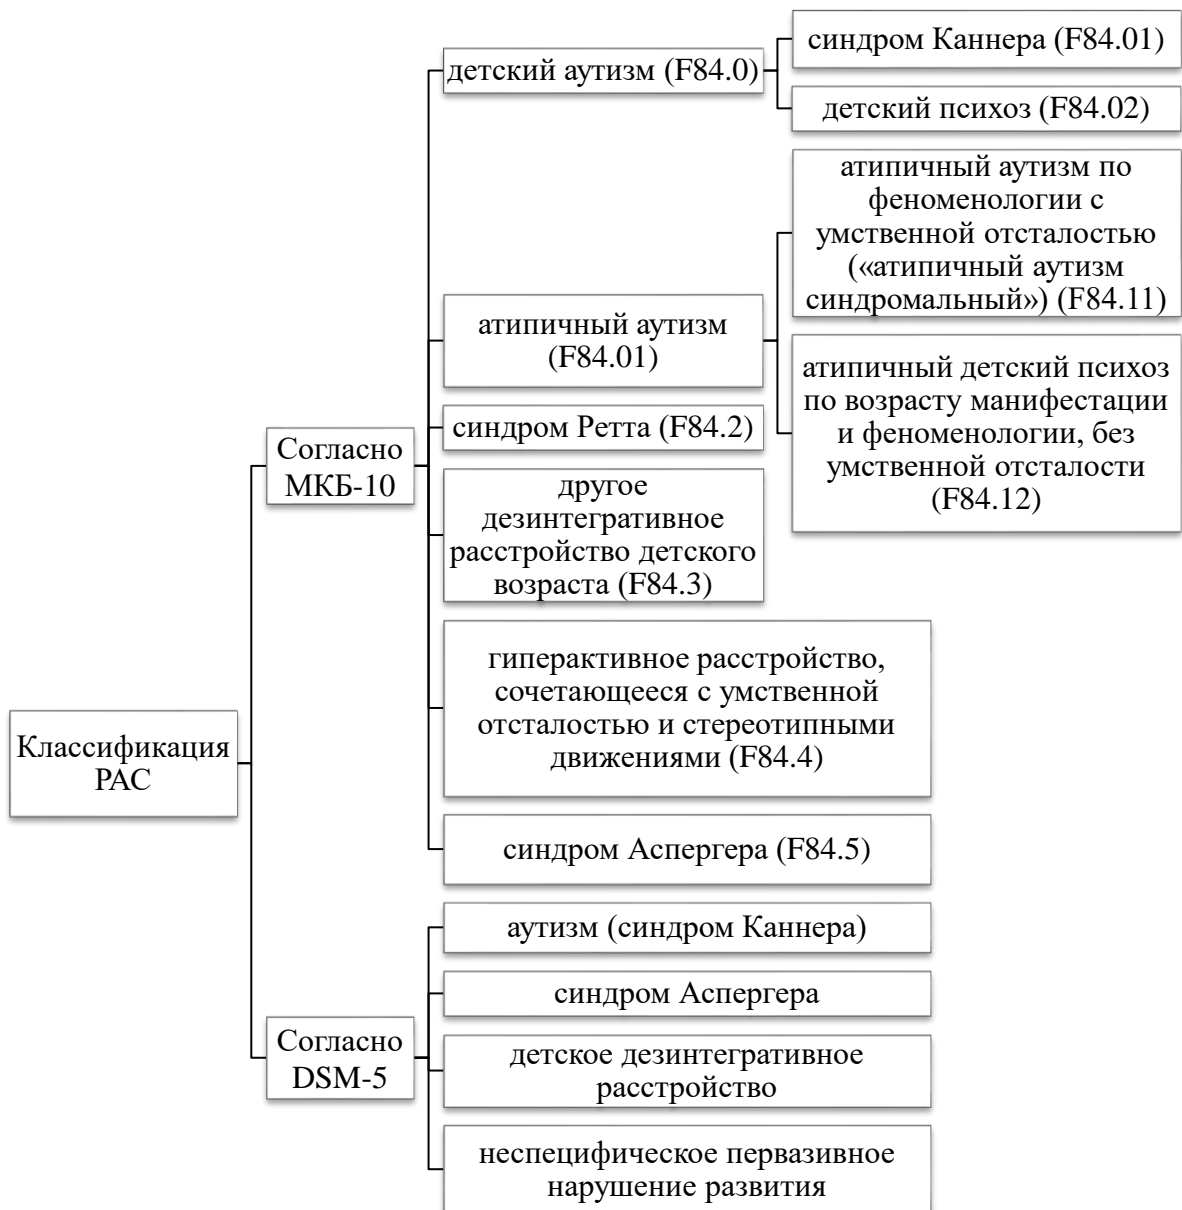 Классификация
РАС
Согласно
МКБ-10
детский аутизм (F84.0)
синдром Каннера (F84.01)
детский психоз (F84.02)
атипичный аутизм
(F84.01)
атипичный аутизм по
феноменологии с
умственной отсталостью
(«атипичный аутизм
синдромальный») (F84.11)
атипичный детский психоз
по возрасту манифестации
и феноменологии, без
умственной отсталости
(F84.12)
синдром Ретта (F84.2)
другое
дезинтегративное
расстройство детского
возраста (F84.3)
гиперактивное расстройство,
сочетающееся с умственной
отсталостью и стереотипными
движениями (F84.4)
синдром Аспергера (F84.5)
Согласно
DSM-5
аутизм (синдром Каннера)
синдром Аспергера
детское дезинтегративное
расстройство
неспецифическое первазивное
нарушение развития